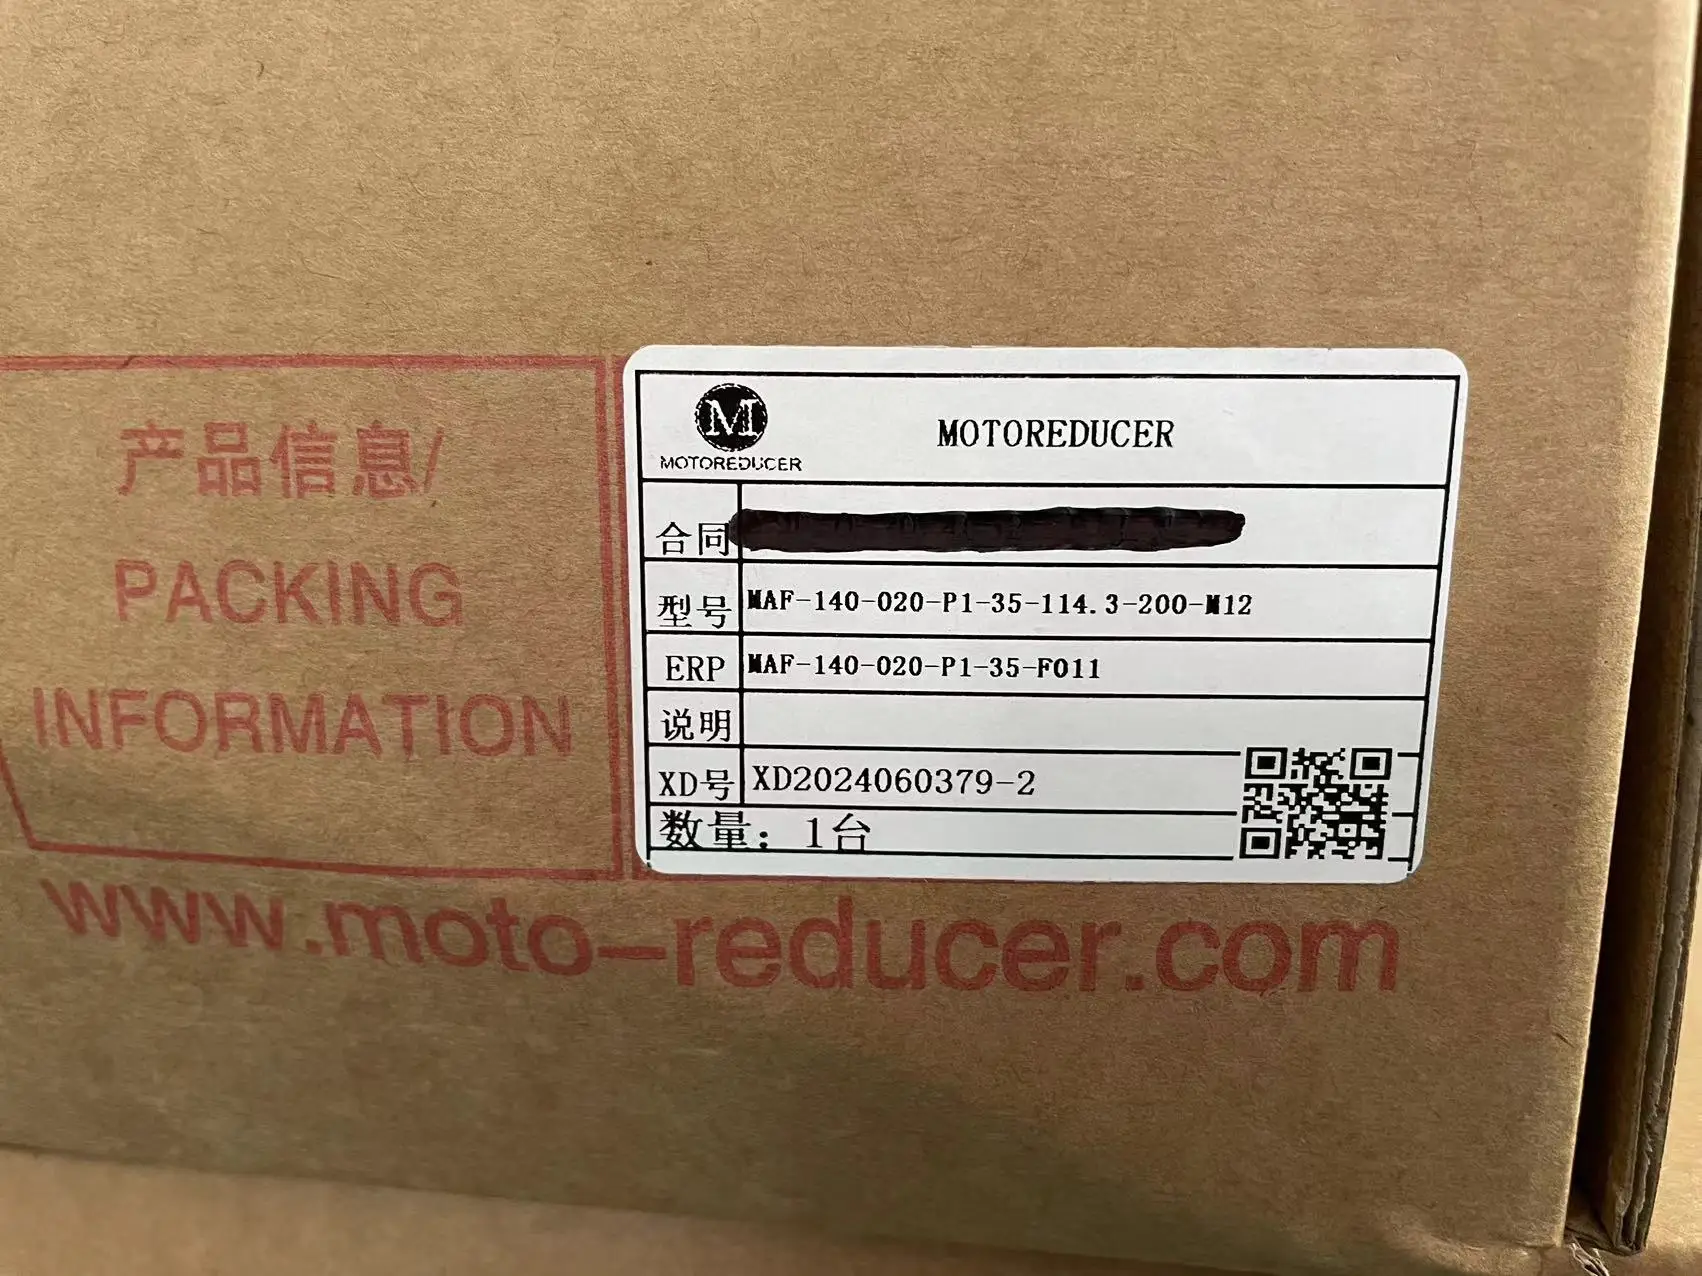 产品信息/
PACKING
INFORMATION
M
MOTOREDUCER
MOTOREDUCER
合同
型号 MAF-140-020-P1-35-114.3-200-M12
ERP MAF-140-020-P1-35-F011
说明
XD号 XD2024060379-2
数量：1台
www.moto-reducer.com